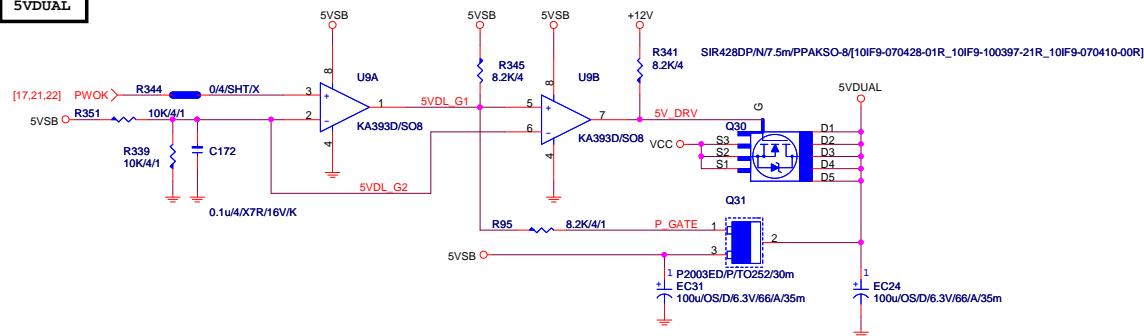 5VDUAL
5VSB
5VSB
5VSB
+12V
R341
8.2K/4
SIR428DP/N/7.5m/PPAKSO-8/[10IF9-070428-01R_10IF9-100397-21R_10IF9-070410-00R]
R345
8.2K/4
U9A
U9B
8
8
5VDUAL
[17,21,22]
PWOK
R344
0/4/SHT/X
3
+
1
5VDL_G1
5
+
7
5V_DRV
G
5VSB
R351
10K/4/1
2
-
KA393D/SO8
6
-
KA393D/SO8
4
4
Q30
VCC
S3
S2
S1
D1
D2
D3
D4
D5
R339
10K/4/1
C172
0.1u/4/X7R/16V/K
5VDL_G2
Q31
R95
8.2K/4/1
P_GATE
1
2
3
5VSB
P2003ED/P/TO252/30m
1
+
EC31
100u/OS/D/6.3V/66/A/35m
1
+
EC24
100u/OS/D/6.3V/66/A/35m